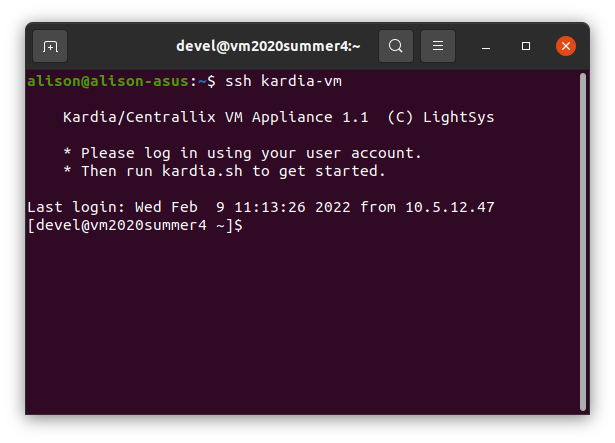 devel@vm2020summer4:~
alison@alison-asus:~$ ssh kardia-vm
Kardia/Centrallix VM Appliance 1.1  (C) LightSys
* Please log in using your user account.
* Then run kardia.sh to get started.
Last login: Wed Feb  9 11:13:26 2022 from 10.5.12.47
[devel@vm2020summer4 ~]$